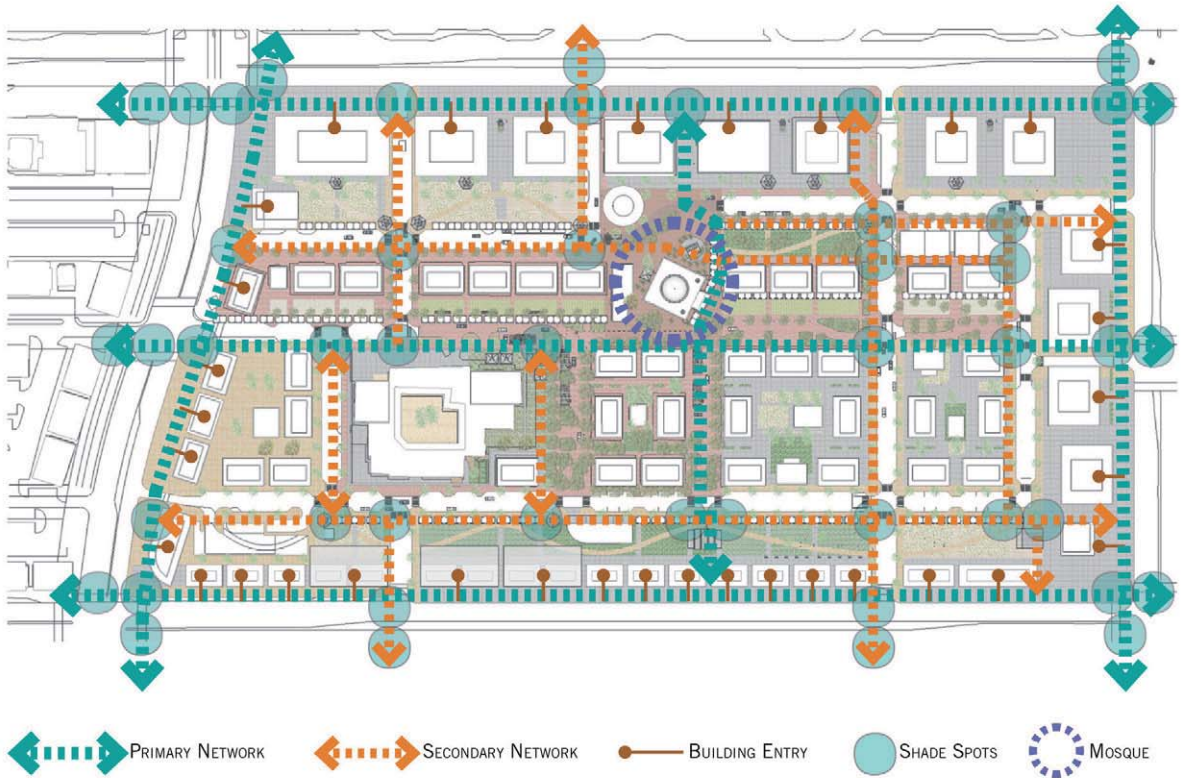 PRIMARY NETWORK
SECONDARY NETWORK
BUILDING ENTRY
SHADE SPOTS
MOSQUE